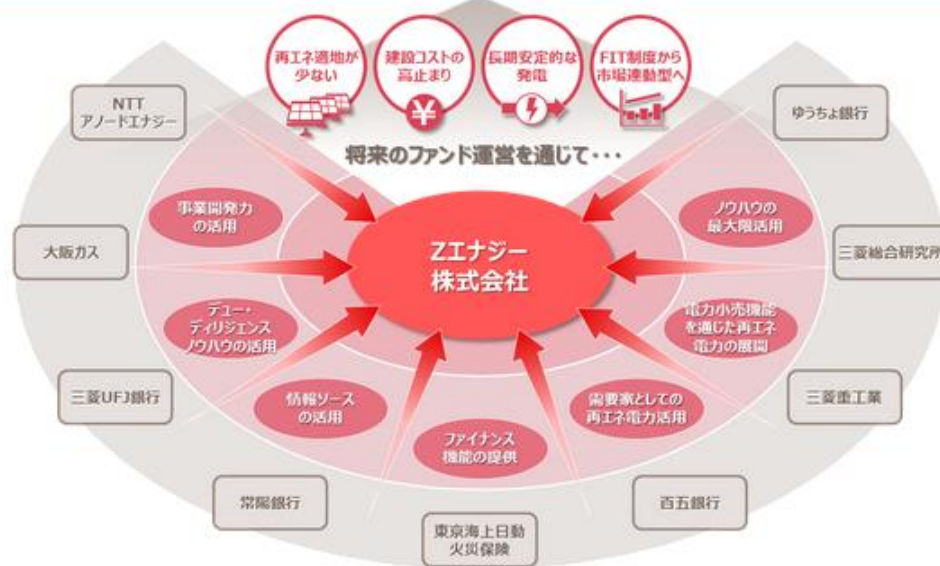 再エネ適地が
少ない
建設コストの
高止まり
長期安定的な
発電
FIT制度から
市場連動型へ
¥
将来のファンド運営を通じて・・・
NTT
アノードエナジー
ゆうちょ銀行
事業開発力
の活用
ノウハウの
最大限活用
大阪ガス
Zエナジー
株式会社
三菱総合研究所
デュー・
ディリジェンス
ノウハウの活用
電力小売機能
を通じた再エネ
電力の展開
三菱UFJ銀行
情報ソース
の活用
需要家としての
再エネ電力活用
三菱重工業
ファイナンス
機能の提供
常陽銀行
東京海上日動
火災保険
百五銀行